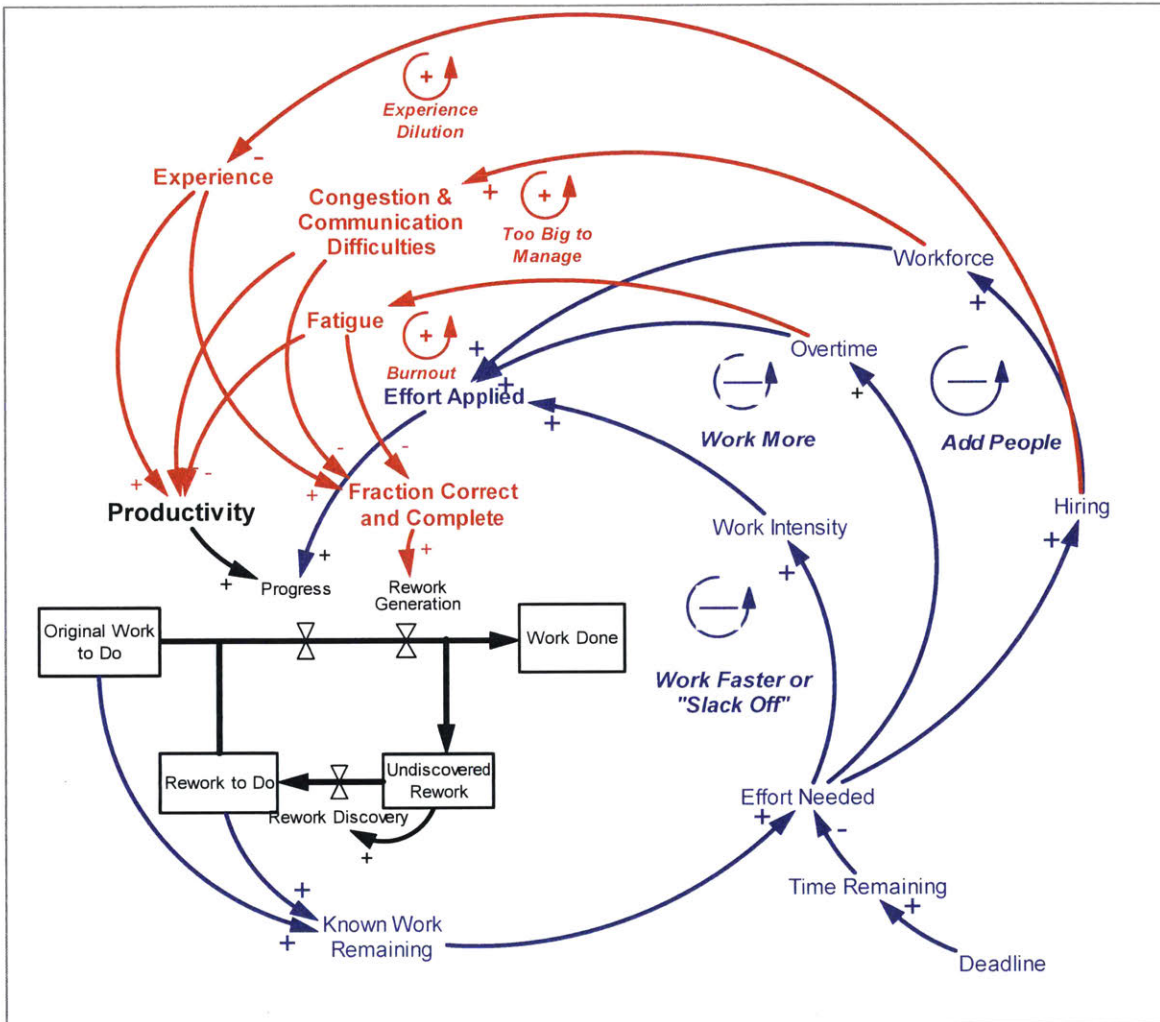 +
Experience
Dilution
-
Experience
Congestion &
Communication
Difficulties
+
+
Too Big to
Manage
Workforce
+
Fatigue
+
Burnout
+
+
Effort Applied
+
Overtime
+
—
Work More
—
Add People
-
-
-
+
+
Productivity
Fraction Correct
and Complete
Work Intensity
Hiring
+
+
+
+
+
+
Progress
Rework
Generation
—
Original Work
to Do
Work Done
Work Faster or
"Slack Off"
Rework to Do
Undiscovered
Rework
Rework Discovery
+
Effort Needed
+
-
Time Remaining
+
+
+
Known Work
Remaining
Deadline